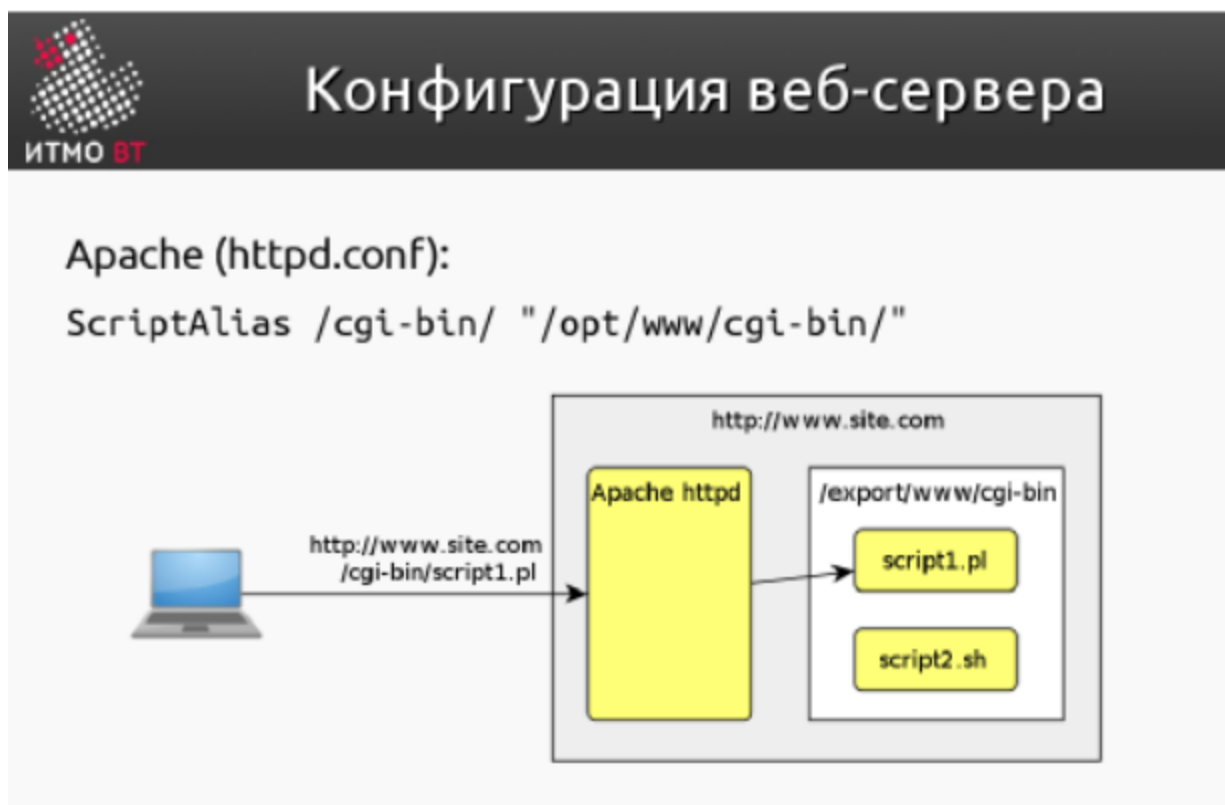 ИТМО ВТ
Конфигурация веб-сервера
Apache (httpd.conf):
ScriptAlias /cgi-bin/ "/opt/www/cgi-bin/"
http://www.site.com
Apache httpd
/export/www/cgi-bin
script1.pl
script2.sh
http://www.site.com
/cgi-bin/script1.pl